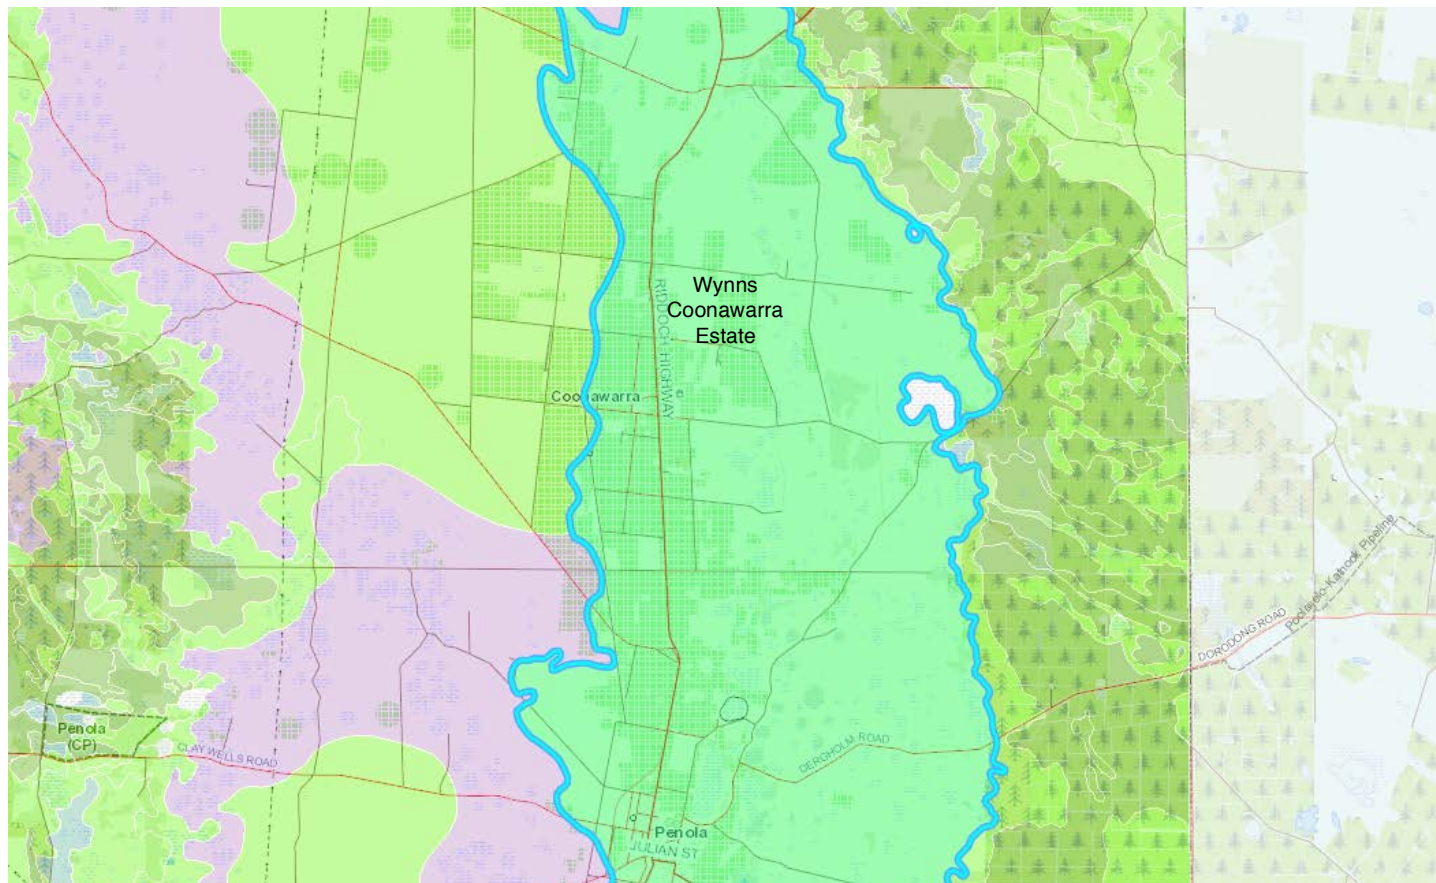 Wynns
Coonawarra
Estate
RIDDOCH HIGHWAY
Coonawarra
Poolaijelo-Katnook Pipeline
DORODONG ROAD
Penola
(CP)
CLAY WELLS ROAD
DERGHOLM ROAD
Penola
JULIAN ST